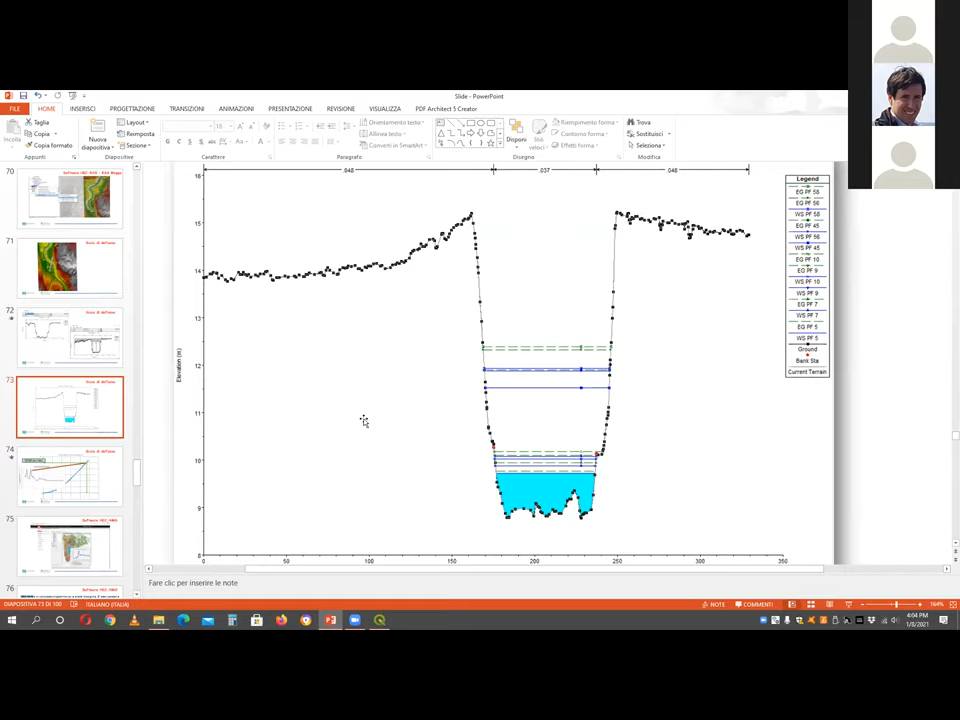 Slide - PowerPoint
FILE HOME INSERISCI PROGETTAZIONE TRANSIZIONI ANIMAZIONI PRESENTAZIONE REVISIONE VISUALIZZA PDF Architect 5 Creator
Incolla
Taglia
Copia
Copia formato
Appunti
Nuova diapositiva
Layout
Reimposta
Sezione
Diapositive
18
Carattere
Orientamento testo
Allinea testo
Converti in SmartArt
Paragrafo
Disponi
Riempimento forma
Contorno forma
Effetti forma
Disegno
Trova
Sostituisci
Seleziona
Modifica
70
71
72
73
74
75
76
.048 .037 .048
Elevation (m)
16
15
14
13
12
11
10
9
8
0 50 100 150 200 250 300 350
Legend
EG PF 58
EG PF 56
WS PF 58
EG PF 45
WS PF 56
WS PF 45
EG PF 10
EG PF 9
WS PF 10
WS PF 9
EG PF 7
WS PF 7
EG PF 5
WS PF 5
Ground
Bank Sta
Current Terrain
Fare clic per inserire le note
DIAPOSITIVA 73 DI 100 ITALIANO (ITALIA) NOTE COMMENTI 164%
4:04 PM
1/8/2021